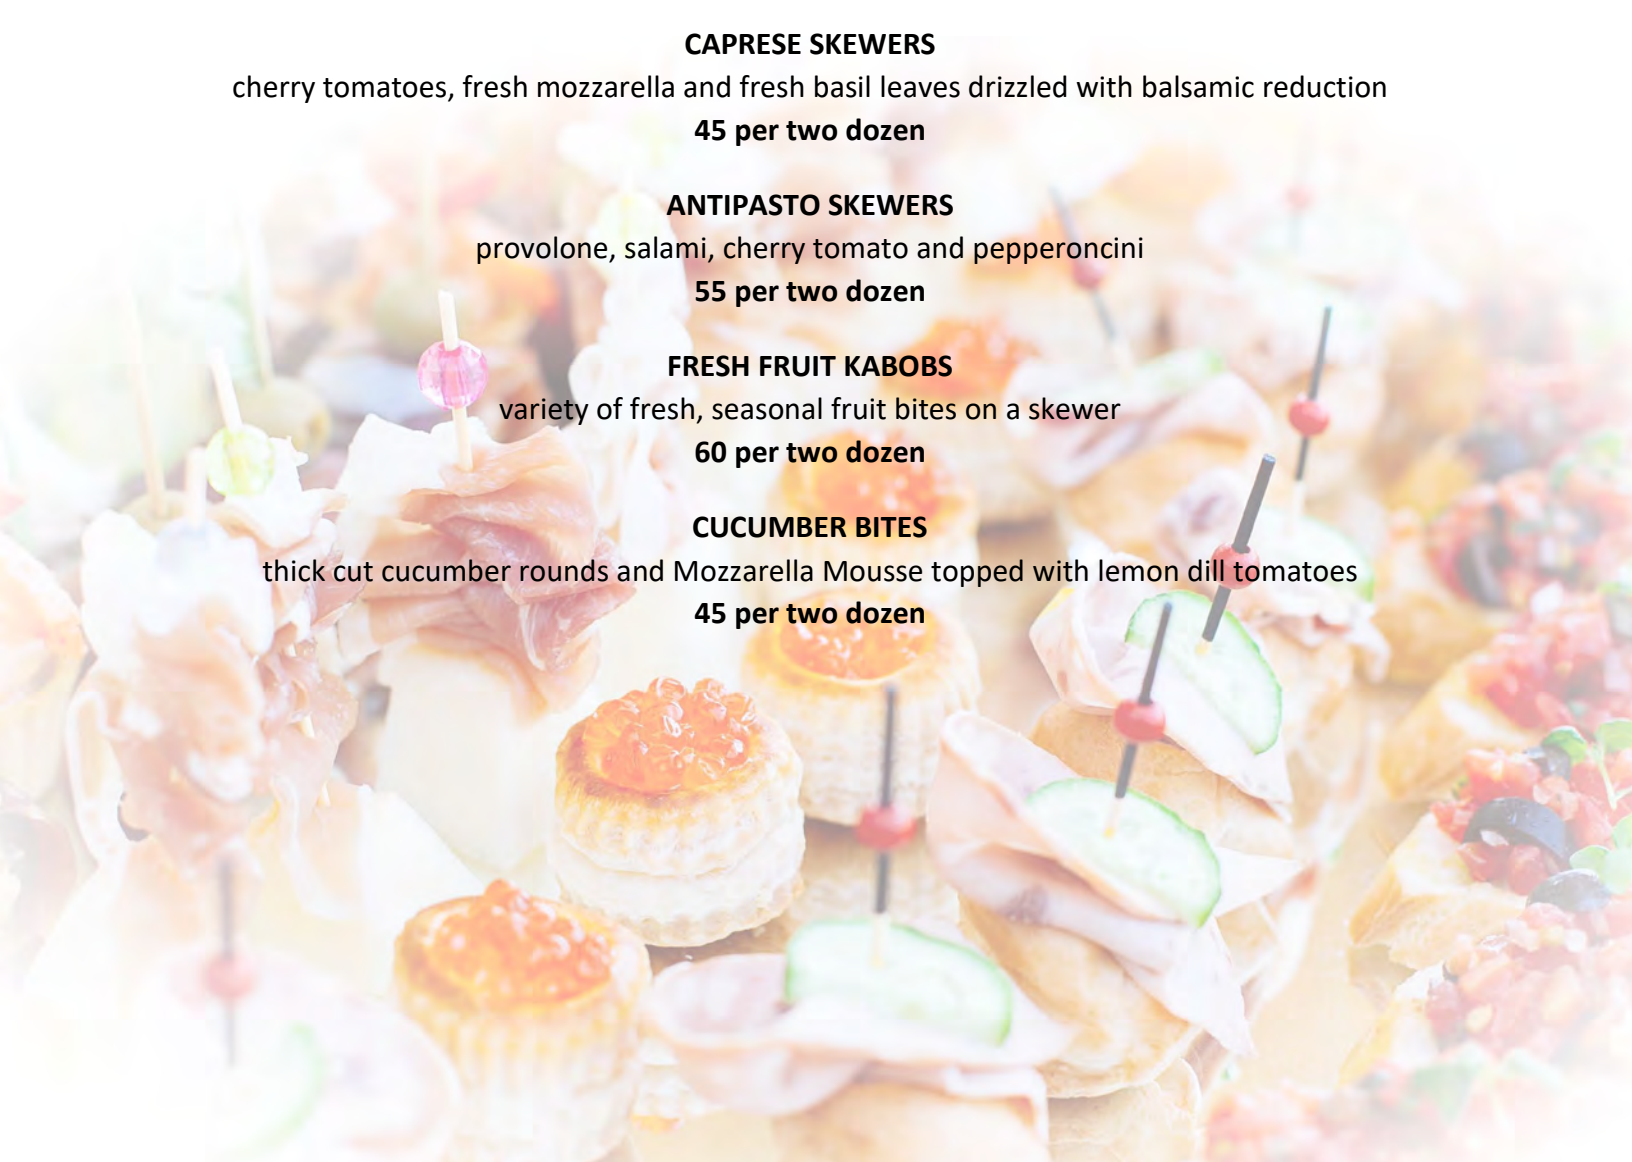 CAPRESE SKEWERS
cherry tomatoes, fresh mozzarella and fresh basil leaves drizzled with balsamic reduction
45 per two dozen
ANTIPASTO SKEWERS
provolone, salami, cherry tomato and pepperoncini
55 per two dozen
FRESH FRUIT KABOBS
variety of fresh, seasonal fruit bites on a skewer
60 per two dozen
CUCUMBER BITES
thick cut cucumber rounds and Mozzarella Mousse topped with lemon dill tomatoes
45 per two dozen